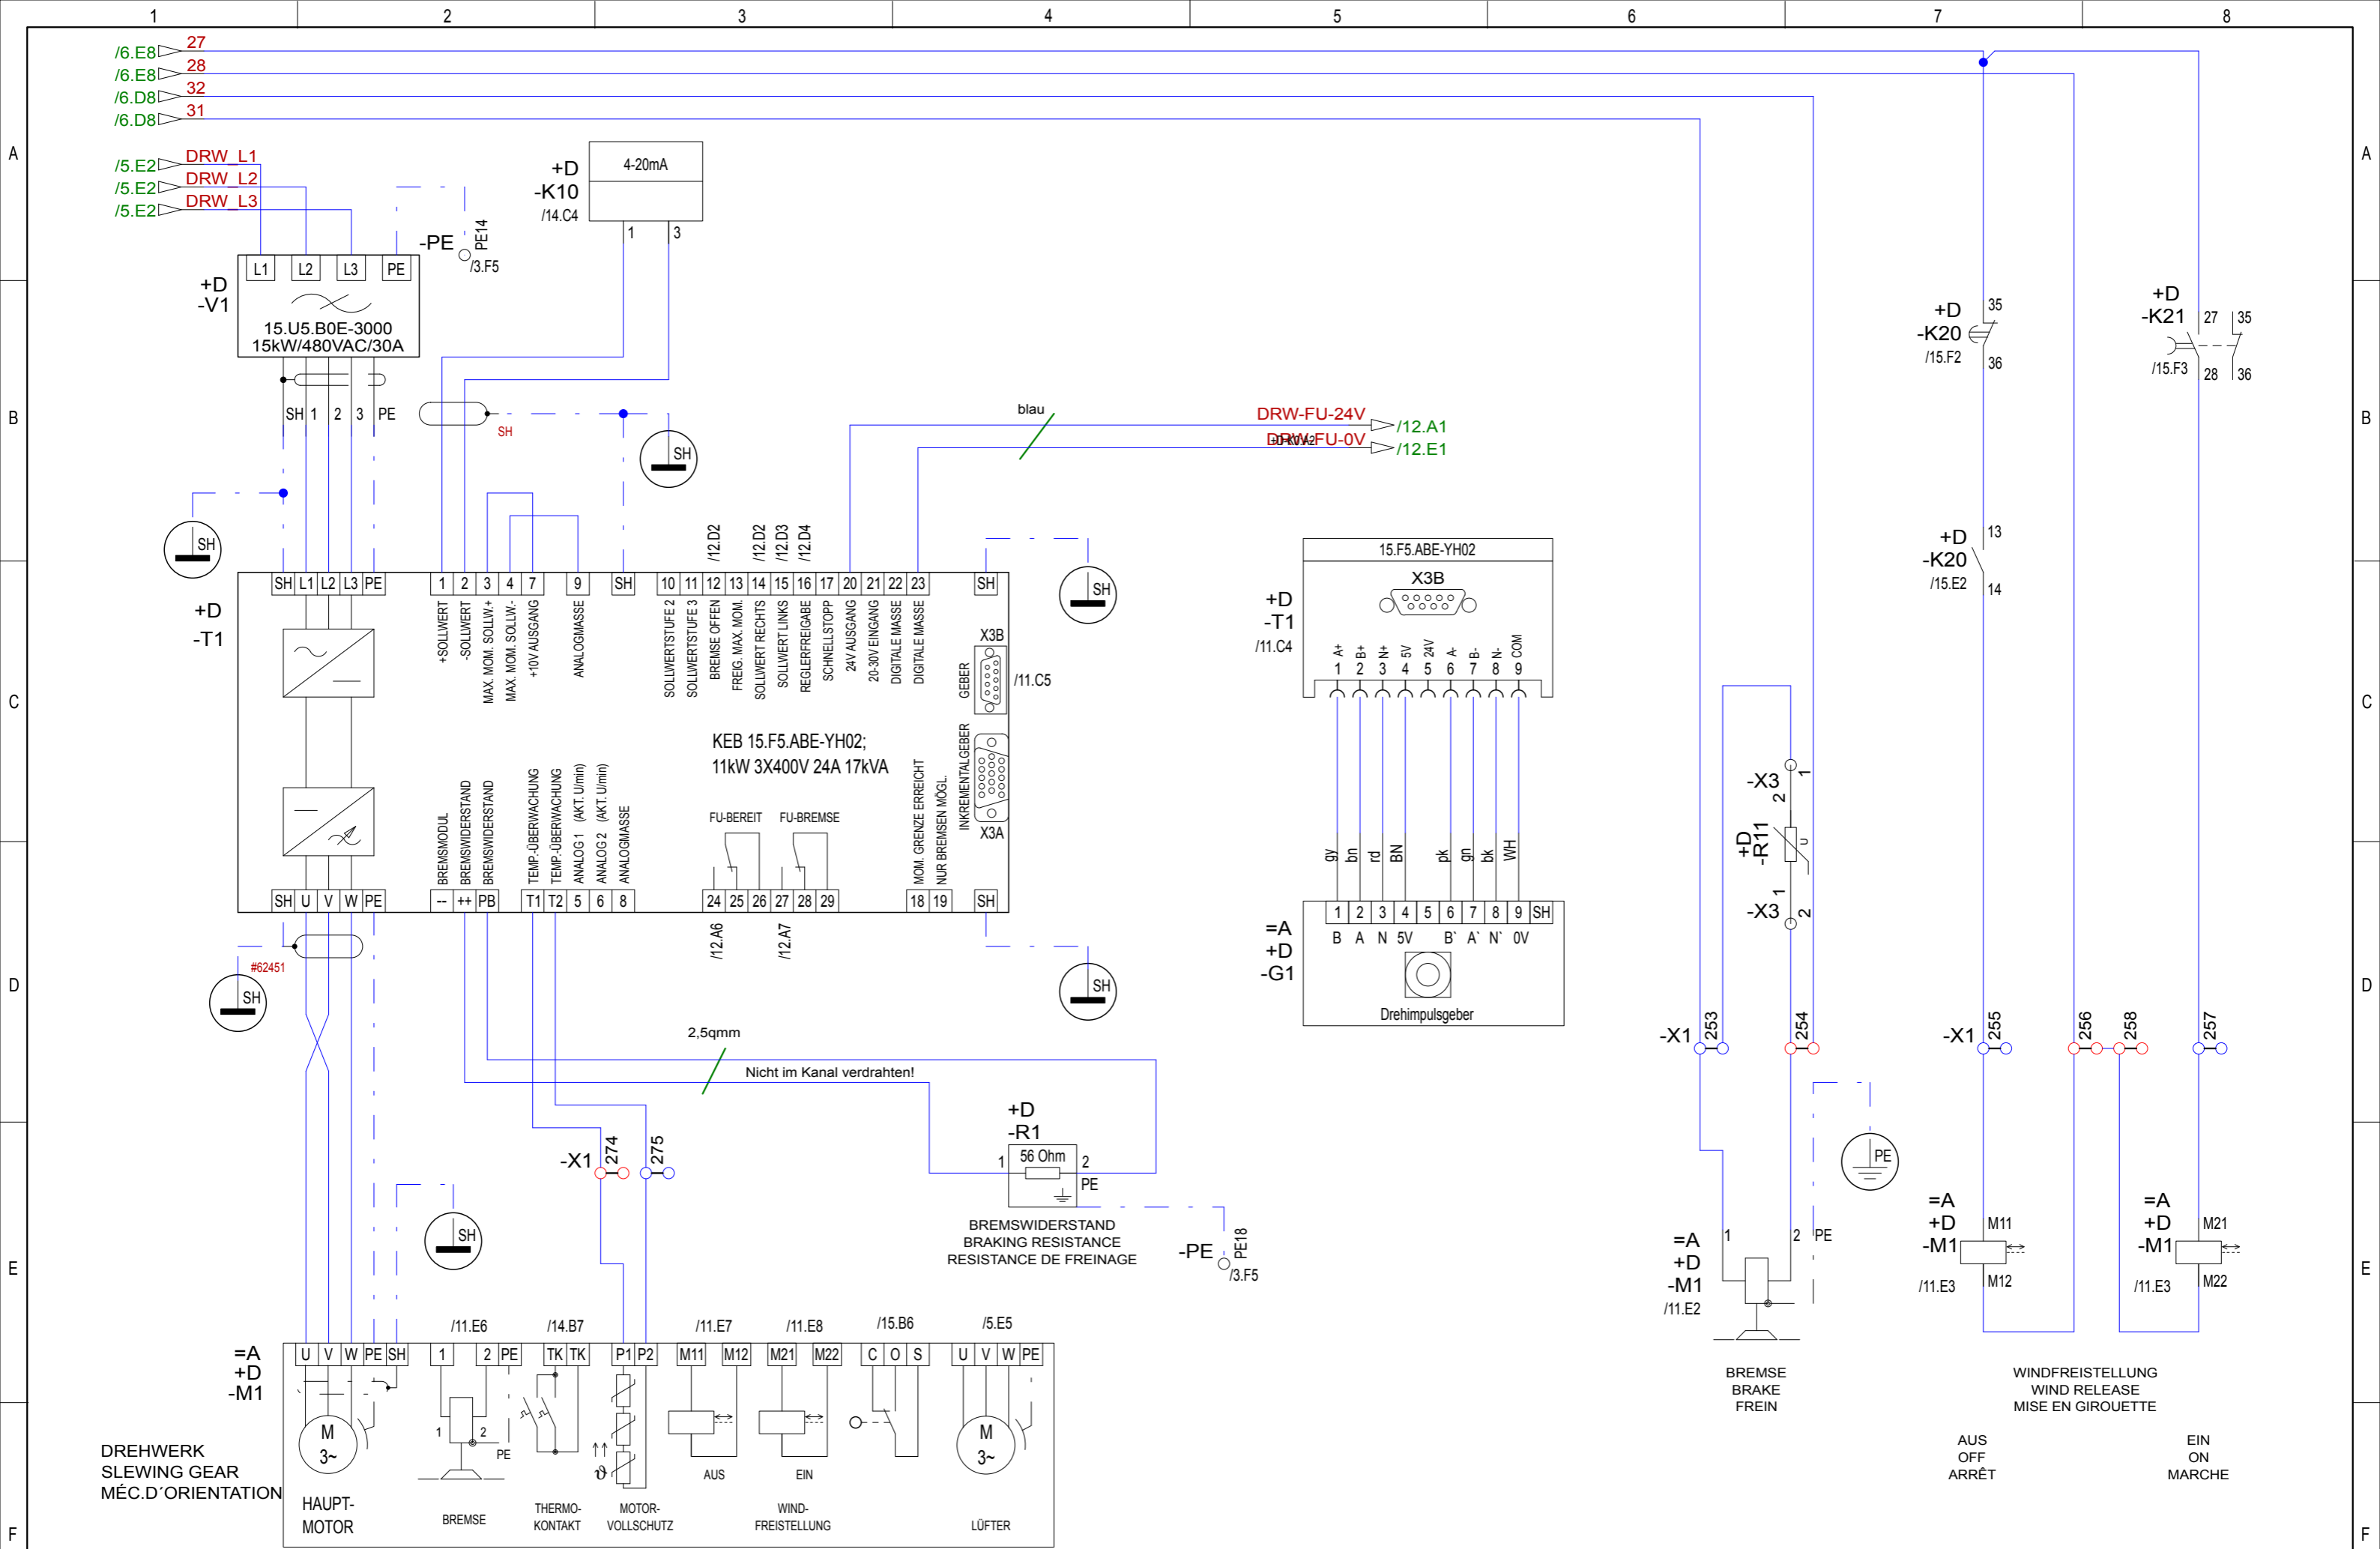 1 2 3 4 5 6 7 8
A A
B B
C C
D D
E E
F F
/6.E8 27
/6.E8 28
/6.D8 32
/6.D8 31
/5.E2 DRW_L1
/5.E2 DRW_L2
/5.E2 DRW_L3
+D
-K10
/14.C4
4-20mA
1 3
-PE
PE14
/3.F5
L1 L2 L3 PE
+D
-V1
15.U5.B0E-3000
15kW/480VAC/30A
SH 1 2 3 PE
SH
SH
SH
blau
DRW-FU-24V /12.A1
DRW-FU-0V /12.E1
+D
-K20
/15.F2
35
36
+D
-K21
/15.F3
27 35
28 36
+D
-K20
/15.E2
13
14
/12.D2
/12.D2
/12.D3
/12.D4
SH
+D
-T1
SH L1 L2 L3 PE
1 2 3 4 7 9 SH
10 11 12 13 14 15 16 17 20 21 22 23 SH
+SOLLWERT
-SOLLWERT
MAX. MOM. SOLLW.+
MAX. MOM. SOLLW.-
+10V AUSGANG
ANALOGMASSE
SOLLWERTSTUFE 2
SOLLWERTSTUFE 3
BREMSE OFFEN
FREIG. MAX. MOM.
SOLLWERT RECHTS
SOLLWERT LINKS
REGLERFREIGABE
SCHNELLSTOPP
24V AUSGANG
20-30V EINGANG
DIGITALE MASSE
DIGITALE MASSE
X3B
GEBER
/11.C5
INKREMENTALGEBER
X3A
KEB 15.F5.ABE-YH02;
11kW 3X400V 24A 17kVA
BREMSMODUL
BREMSWIDERSTAND
BREMSWIDERSTAND
TEMP.-ÜBERWACHUNG
TEMP.-ÜBERWACHUNG
ANALOG 1 (AKT. U/min)
ANALOG 2 (AKT. U/min)
ANALOGMASSE
FU-BEREIT FU-BREMSE
MOM. GRENZE ERREICHT
NUR BREMSEN MÖGL.
SH U V W PE
-- ++ PB
T1 T2 5 6 8
24 25 26 27 28 29
18 19 SH
/12.A6
/12.A7
#62451
SH
SH
15.F5.ABE-YH02
X3B
+D
-T1
/11.C4
A+ B+ N+ 5V 24V A- B- N- COM
1 2 3 4 5 6 7 8 9
gy bn rd BN pk gn bk WH
=A
+D
-G1
1 2 3 4 5 6 7 8 9 SH
B A N 5V B` A` N` 0V
Drehimpulsgeber
-X3 1
2
+D
-R11
U
1
-X3 2
-X1 253
254
-X1 255
256
258
257
2,5qmm
Nicht im Kanal verdrahten!
-X1 274
275
+D
-R1
56 Ohm
1 2
PE
BREMSWIDERSTAND
BRAKING RESISTANCE
RESISTANCE DE FREINAGE
-PE
PE18
/3.F5
SH
PE
=A
+D
-M1
/11.E2
1 2 PE
BREMSE
BRAKE
FREIN
=A
+D
-M1
/11.E3
M11
M12
=A
+D
-M1
/11.E3
M21
M22
WINDFREISTELLUNG
WIND RELEASE
MISE EN GIROUETTE
AUS
OFF
ARRÊT
EIN
ON
MARCHE
/11.E6 /14.B7 /11.E7 /11.E8 /15.B6 /5.E5
=A
+D
-M1
U V W PE SH
1 2 PE
TK TK
P1 P2
M11 M12
M21 M22
C O S
U V W PE
M
3~
1 2
PE
ϑ
AUS
EIN
M
3~
DREHWERK
SLEWING GEAR
MÉC.D´ORIENTATION
HAUPT-
MOTOR
BREMSE
THERMO-
KONTAKT
MOTOR-
VOLLSCHUTZ
WIND-
FREISTELLUNG
LÜFTER